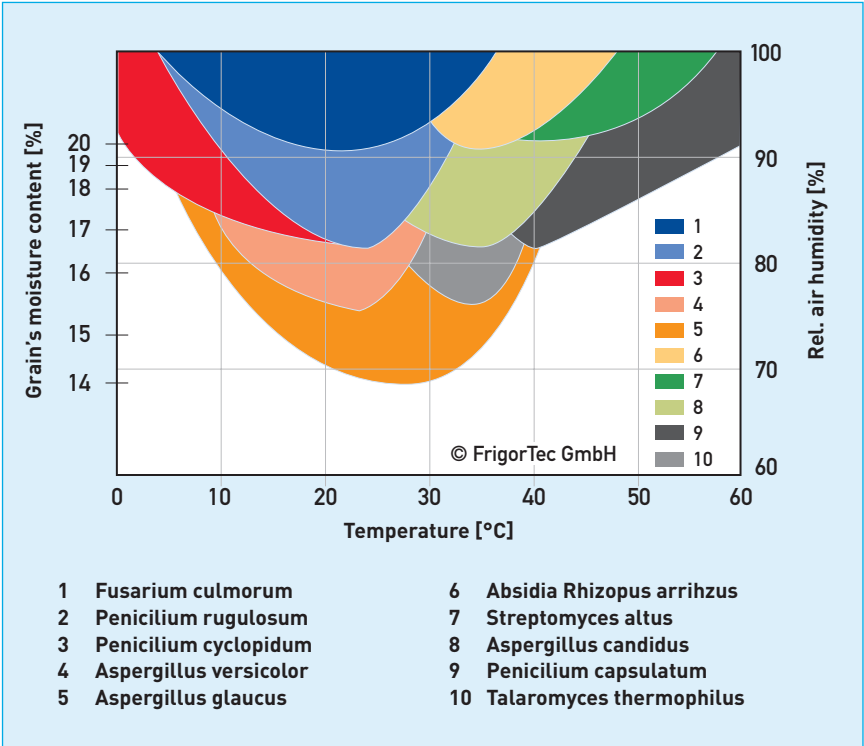 100
20
19
90
18
17
80
16
15
70
14
60
Grain's moisture content [%]
Rel. air humidity [%]
1
2
3
4
5
6
7
8
9
10
© FrigorTec GmbH
0 10 20 30 40 50 60
Temperature [°C]
1 Fusarium culmorum
2 Penicilium rugulosum
3 Penicilium cyclopidum
4 Aspergillus versicolor
5 Aspergillus glaucus
6 Absidia Rhizopus arrihzus
7 Streptomyces altus
8 Aspergillus candidus
9 Penicilium capsulatum
10 Talaromyces thermophilus